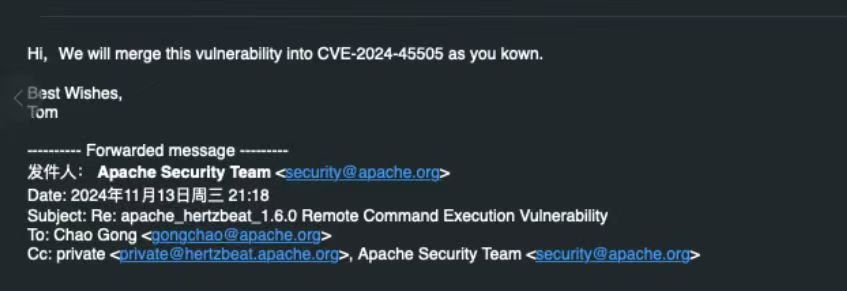 Hi，We will merge this vulnerability into CVE-2024-45505 as you kown.
Best Wishes,
Tom
---------- Forwarded message ---------
发件人： Apache Security Team <security@apache.org>
Date: 2024年11月13日周三 21:18
Subject: Re: apache_hertzbeat_1.6.0 Remote Command Execution Vulnerability
To: Chao Gong <gongchao@apache.org>
Cc: private <private@hertzbeat.apache.org>, Apache Security Team <security@apache.org>